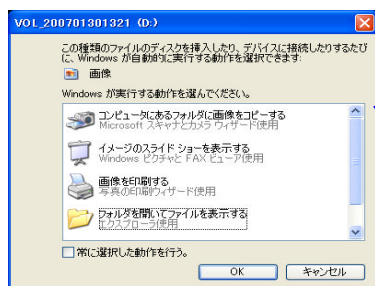 VOL_200701301321 (D:)
この種類のファイルのディスクを挿入したり、デバイスに接続したりするたび
に、Windows が自動的に実行する動作を選択できます:
画像
Windows が実行する動作を選んでください。
コンピュータにあるフォルダに画像をコピーする
Microsoft スキャナとカメラ ウィザード使用
イメージのスライド ショーを表示する
Windows ピクチャと FAX ビューア使用
画像を印刷する
写真の印刷ウィザード使用
フォルダを開いてファイルを表示する
エクスプローラ使用
常に選択した動作を行う。
OK
キャンセル